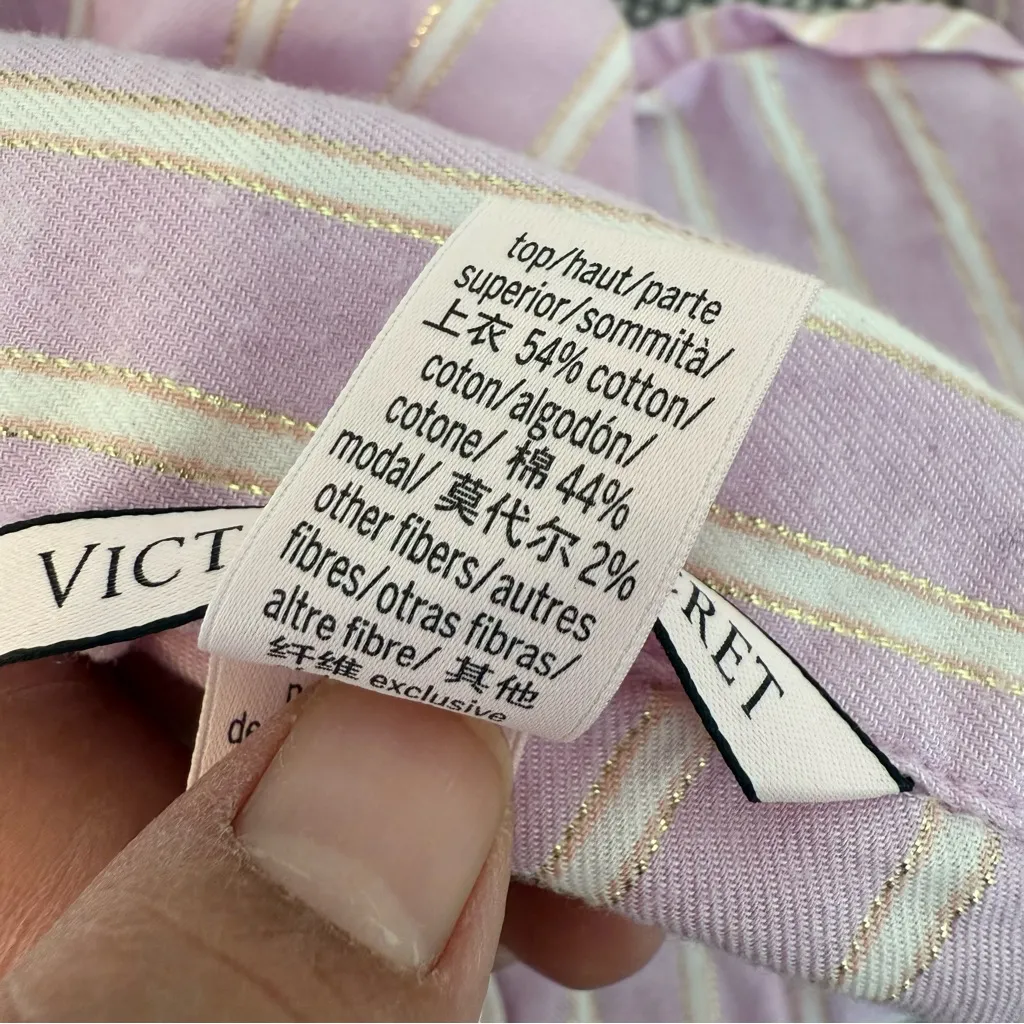 top/haut/parte
superior/sommità/
上衣 54% cotton/
coton/algodón/
cotone/ 棉 44%
modal/ 莫代尔 2%
other fibers/autres
fibres/otras fibras/
altre fibre/ 其他
纤维 exclusive
de
VICT
RET